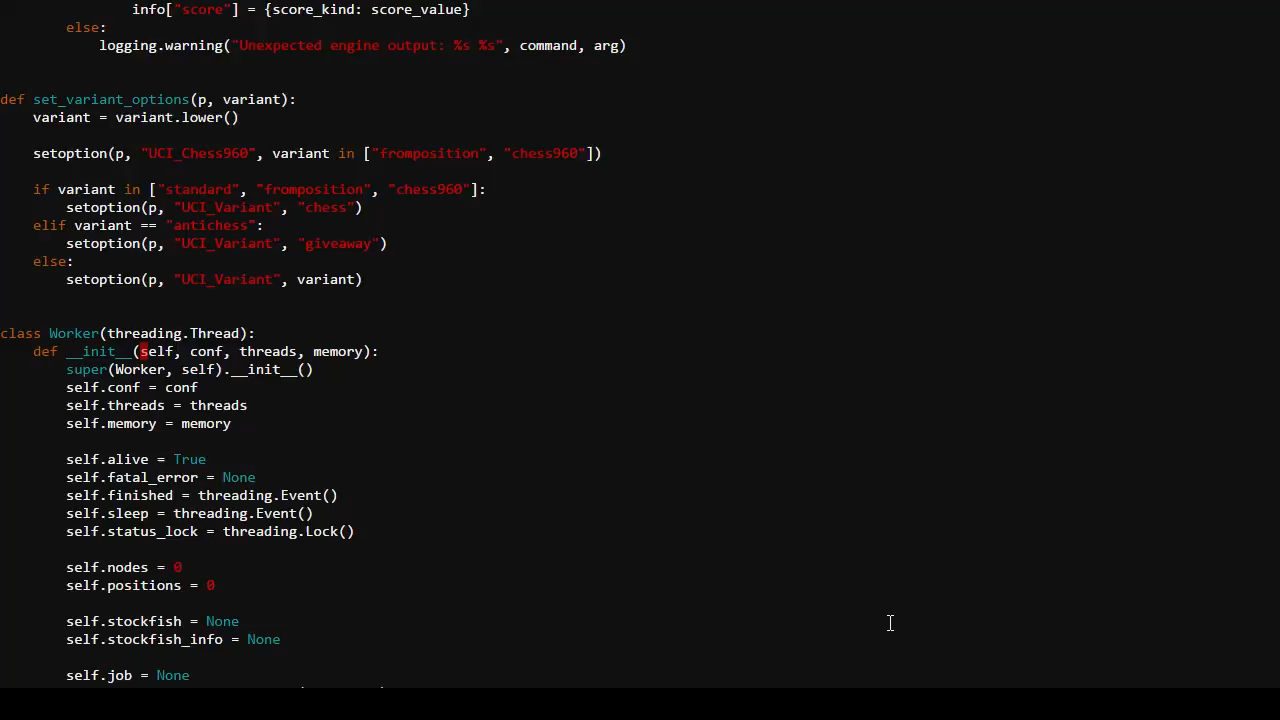 info["score"] = {score_kind: score_value}
        else:
            logging.warning("Unexpected engine output: %s %s", command, arg)
def set_variant_options(p, variant):
    variant = variant.lower()
    setoption(p, "UCI_Chess960", variant in ["fromposition", "chess960"])
    if variant in ["standard", "fromposition", "chess960"]:
        setoption(p, "UCI_Variant", "chess")
    elif variant == "antichess":
        setoption(p, "UCI_Variant", "giveaway")
    else:
        setoption(p, "UCI_Variant", variant)
class Worker(threading.Thread):
    def __init__(self, conf, threads, memory):
        super(Worker, self).__init__()
        self.conf = conf
        self.threads = threads
        self.memory = memory
        self.alive = True
        self.fatal_error = None
        self.finished = threading.Event()
        self.sleep = threading.Event()
        self.status_lock = threading.Lock()
        self.nodes = 0
        self.positions = 0
        self.stockfish = None
        self.stockfish_info = None
        self.job = None